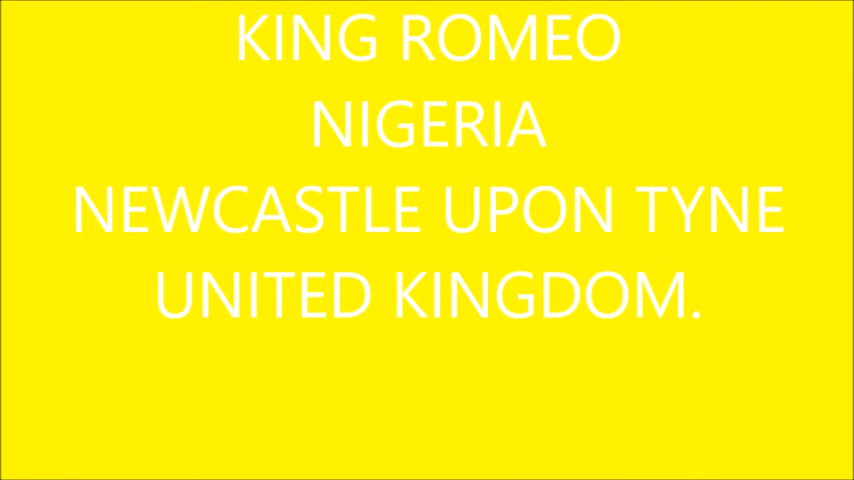 KING ROMEO
NIGERIA
NEWCASTLE UPON TYNE
UNITED KINGDOM.